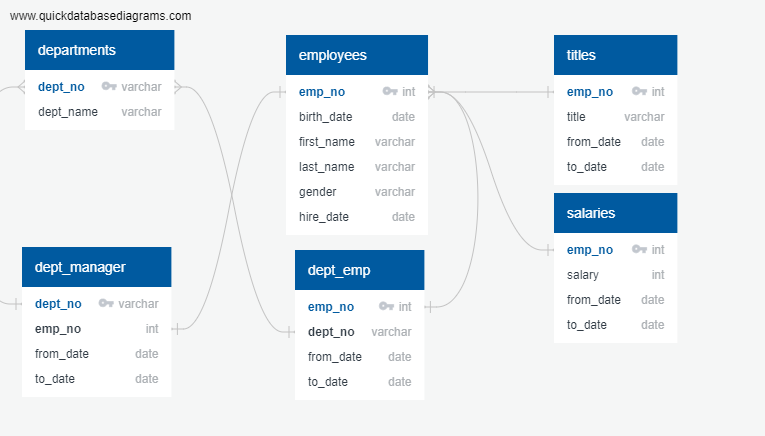 www.quickdatabasediagrams.com
departments
dept_no varchar
dept_name varchar
employees
emp_no int
birth_date date
first_name varchar
last_name varchar
gender varchar
hire_date date
titles
emp_no int
title varchar
from_date date
to_date date
salaries
emp_no int
salary int
from_date date
to_date date
dept_manager
dept_no varchar
emp_no int
from_date date
to_date date
dept_emp
emp_no int
dept_no varchar
from_date date
to_date date